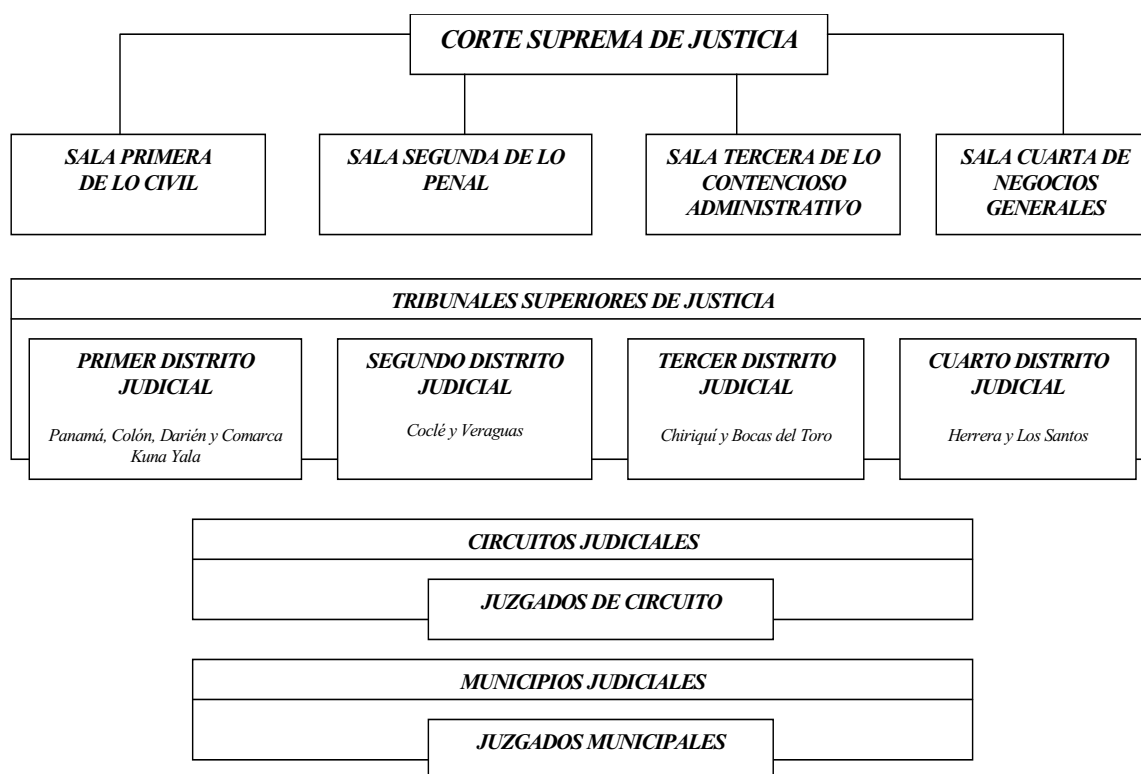 CORTE SUPREMA DE JUSTICIA
SALA PRIMERA
DE LO CIVIL
SALA SEGUNDA DE LO
PENAL
SALA TERCERA DE LO
CONTENCIOSO
ADMINISTRATIVO
SALA CUARTA DE
NEGOCIOS
GENERALES
TRIBUNALES SUPERIORES DE JUSTICIA
PRIMER DISTRITO
JUDICIAL
Panamá, Colón, Darién y Comarca
Kuna Yala
SEGUNDO DISTRITO
JUDICIAL
Coclé y Veraguas
TERCER DISTRITO
JUDICIAL
Chiriquí y Bocas del Toro
CUARTO DISTRITO
JUDICIAL
Herrera y Los Santos
CIRCUITOS JUDICIALES
JUZGADOS DE CIRCUITO
MUNICIPIOS JUDICIALES
JUZGADOS MUNICIPALES